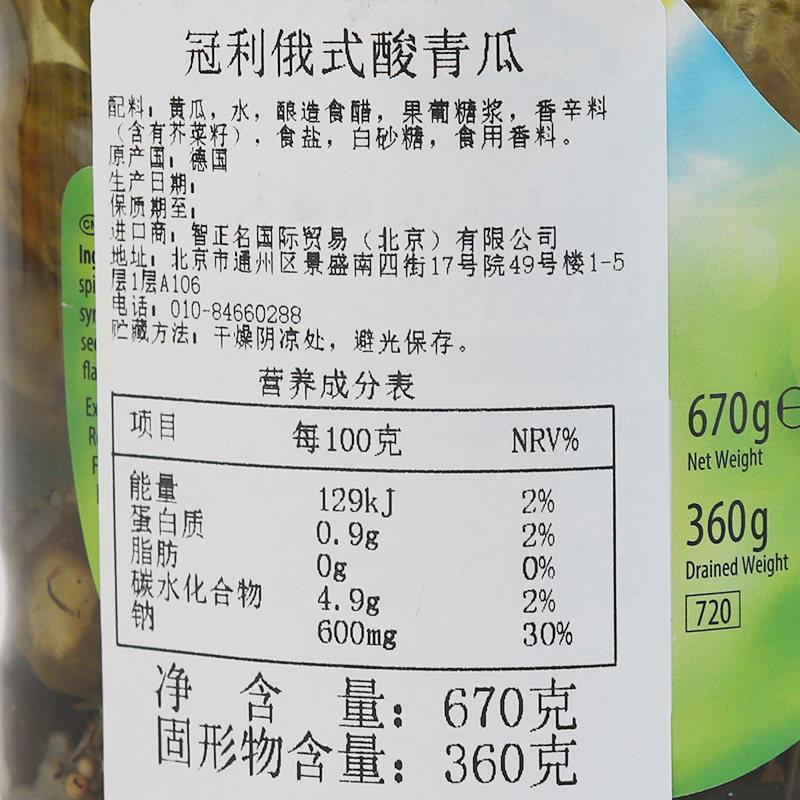 冠利俄式酸青瓜
配料：黄瓜，水，酿造食醋，果葡糖浆，香辛料
（含有芥菜籽），食盐，白砂糖，食用香料。
原产国：德国
生产日期：
保质期至：
进口商：智正名国际贸易（北京）有限公司
地址：北京市通州区景盛南四街17号院49号楼1-5
层1层A106
电话：010-84660288
贮藏方法：干燥阴凉处，避光保存。
营养成分表
项目 每100克 NRV%
能量 129kJ 2%
蛋白质 0.9g 2%
脂肪 0g 0%
碳水化合物 4.9g 2%
钠 600mg 30%
净含量：670克
固形物含量：360克
CN
Ing
spi
syr
see
fla
Ex
670g℮
Net Weight
360g
Drained Weight
720